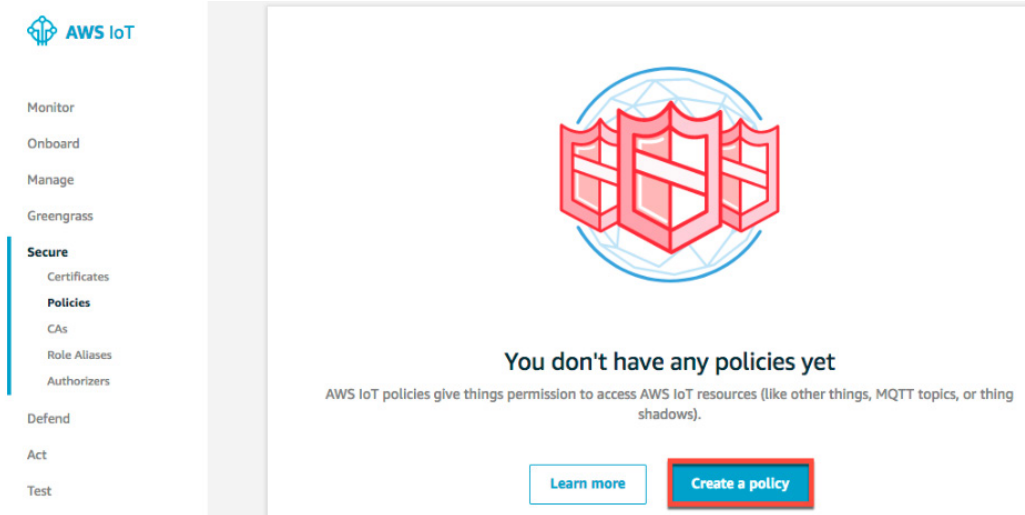 AWS IoT
Monitor
Onboard
Manage
Greengrass
Secure
Certificates
Policies
CAs
Role Aliases
Authorizers
Defend
Act
Test
You don't have any policies yet
AWS IoT policies give things permission to access AWS IoT resources (like other things, MQTT topics, or thing
shadows).
Learn more
Create a policy